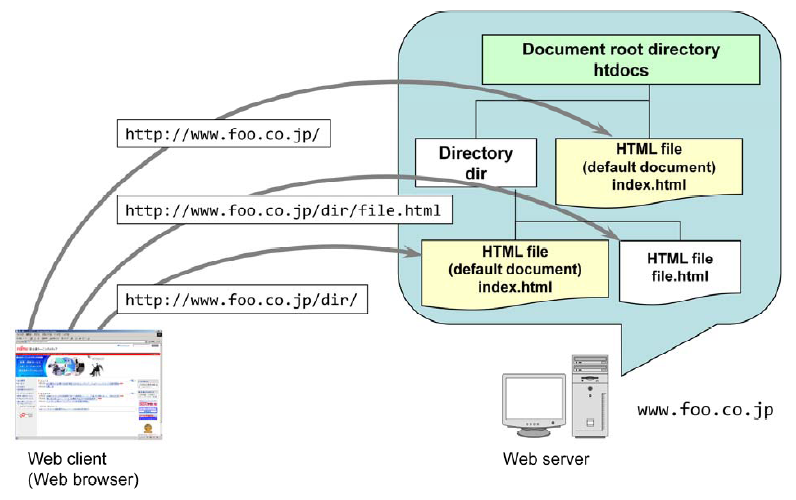 Document root directory
htdocs
http://www.foo.co.jp/
Directory
dir
HTML file
(default document)
index.html
http://www.foo.co.jp/dir/file.html
HTML file
(default document)
index.html
HTML file
file.html
http://www.foo.co.jp/dir/
www.foo.co.jp
Web client
(Web browser)
Web server